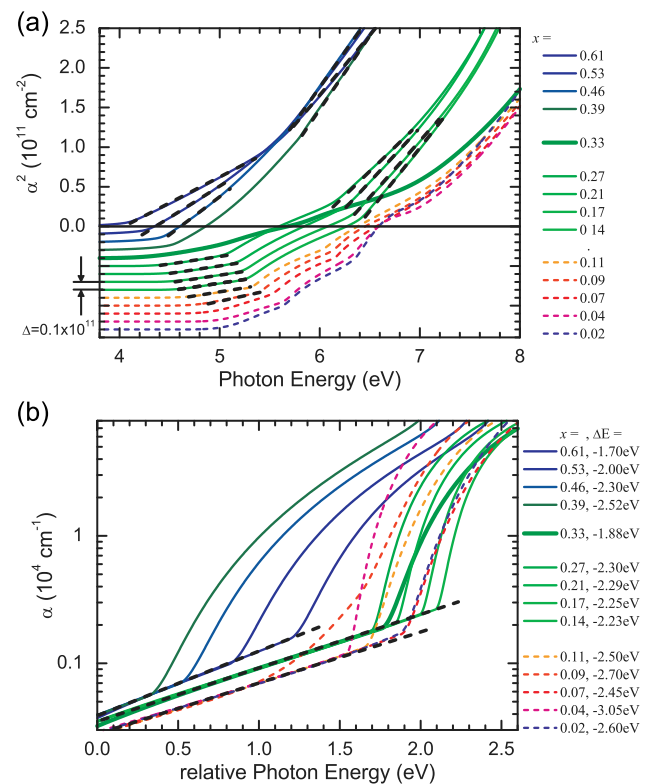 (a)
x =
2.5
2.0
1.5
1.0
0.5
0.0
α² (10¹¹ cm⁻²)
Δ=0.1x10¹¹
4
5
6
7
8
Photon Energy (eV)
0.61
0.53
0.46
0.39
0.33
0.27
0.21
0.17
0.14
.
0.11
0.09
0.07
0.04
0.02
(b)
x = , ΔE =
0.61, -1.70eV
0.53, -2.00eV
0.46, -2.30eV
0.39, -2.52eV
0.33, -1.88eV
0.27, -2.30eV
0.21, -2.29eV
0.17, -2.25eV
0.14, -2.23eV
0.11, -2.50eV
0.09, -2.70eV
0.07, -2.45eV
0.04, -3.05eV
0.02, -2.60eV
1
0.1
α (10⁴ cm⁻¹)
0.0
0.5
1.0
1.5
2.0
2.5
relative Photon Energy (eV)